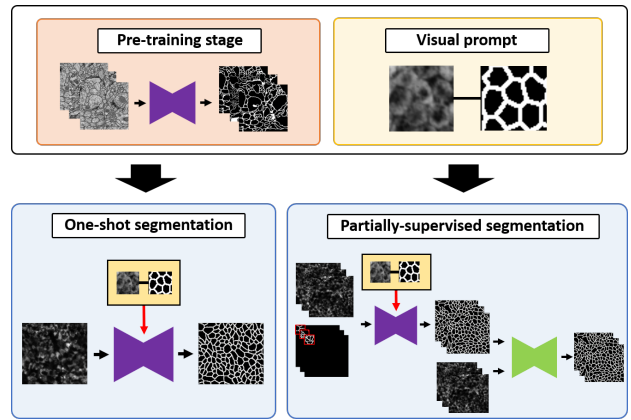 Pre-training stage
Visual prompt
One-shot segmentation
Partially-supervised segmentation